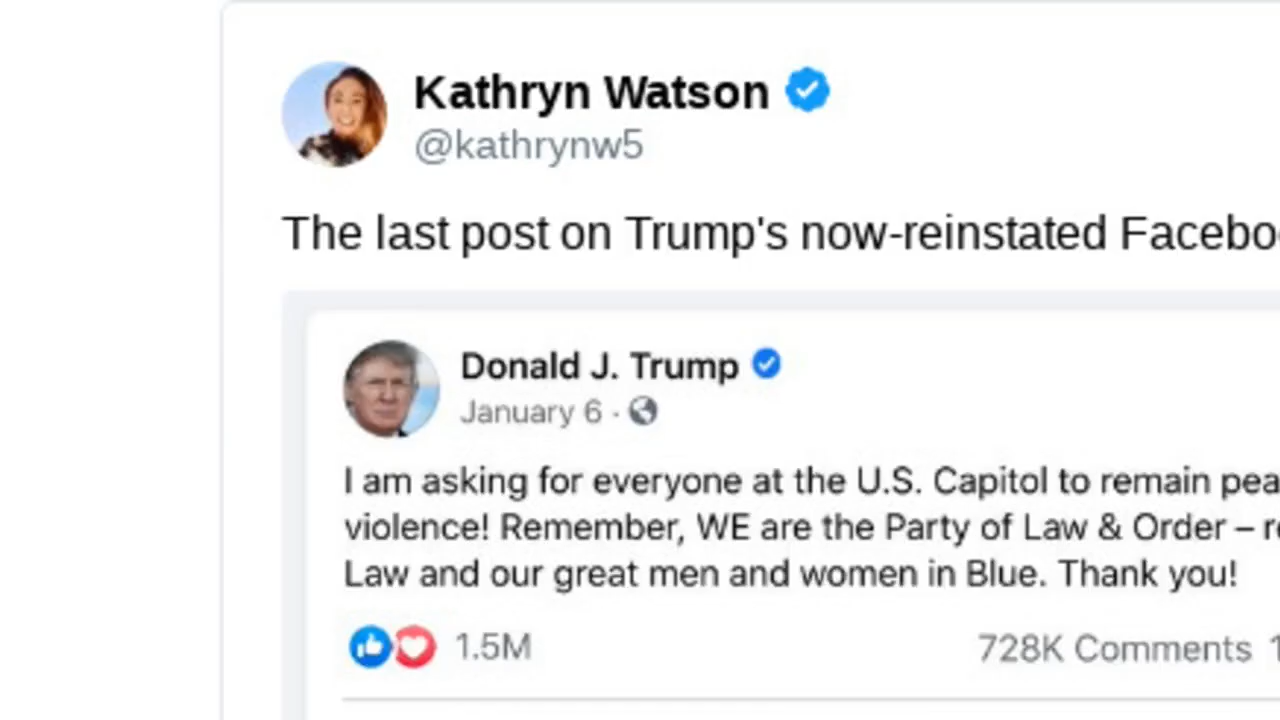 Kathryn Watson
@kathrynw5
The last post on Trump's now-reinstated
Donald J. Trump
January 6 ·
I am asking for everyone at the U.S. Capitol to remain
violence! Remember, WE are the Party of Law & Order –
Law and our great men and women in Blue. Thank you!
1.5M
728K Comments